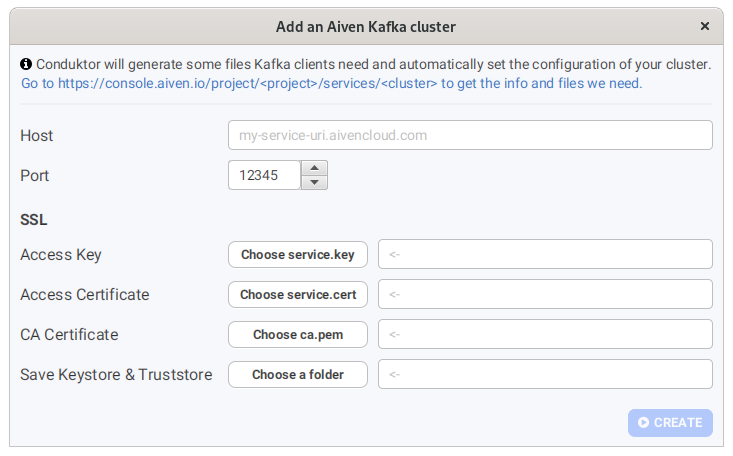 Add an Aiven Kafka cluster
Conduktor will generate some files Kafka clients need and automatically set the configuration of your cluster.
Go to https://console.aiven.io/project/<project>/services/<cluster> to get the info and files we need.
Host my-service-uri.aivencloud.com
Port 12345
SSL
Access Key Choose service.key <-
Access Certificate Choose service.cert <-
CA Certificate Choose ca.pem <-
Save Keystore & Truststore Choose a folder <-
CREATE